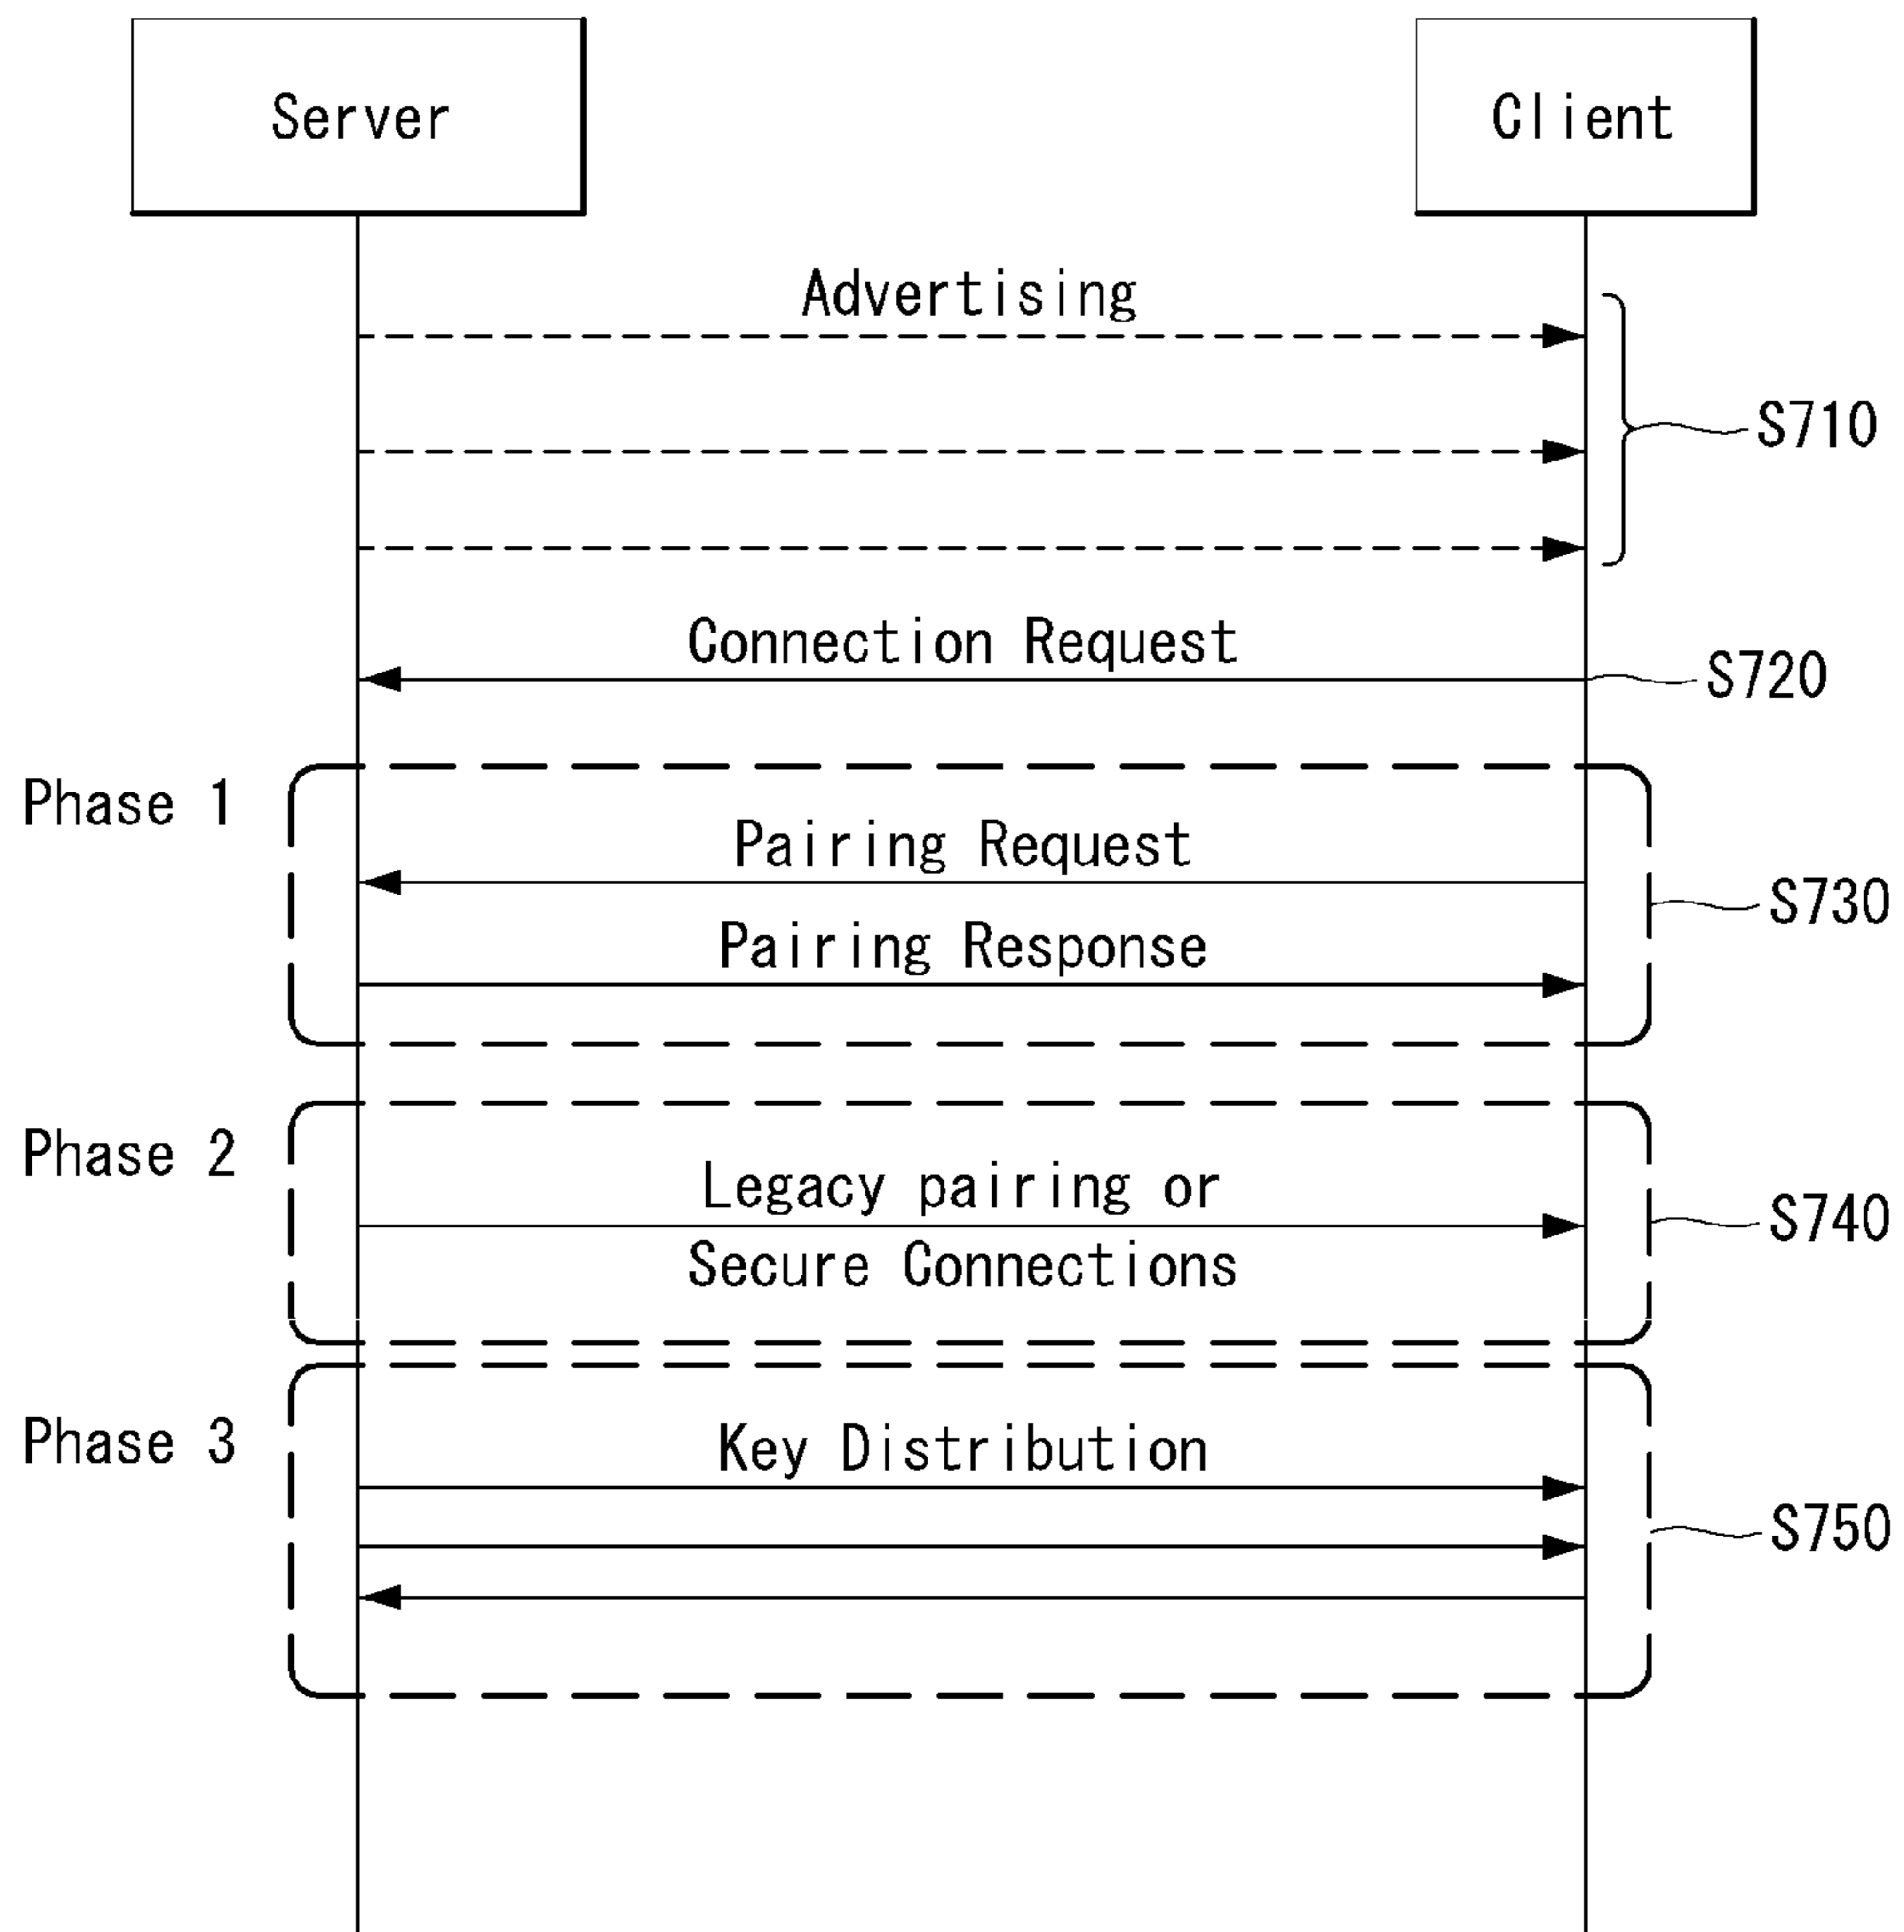 Server
Client
Advertising
S710
Connection Request
S720
Phase 1
Pairing Request
S730
Pairing Response
Phase 2
Legacy pairing or
S740
Secure Connections
Phase 3
Key Distribution
S750